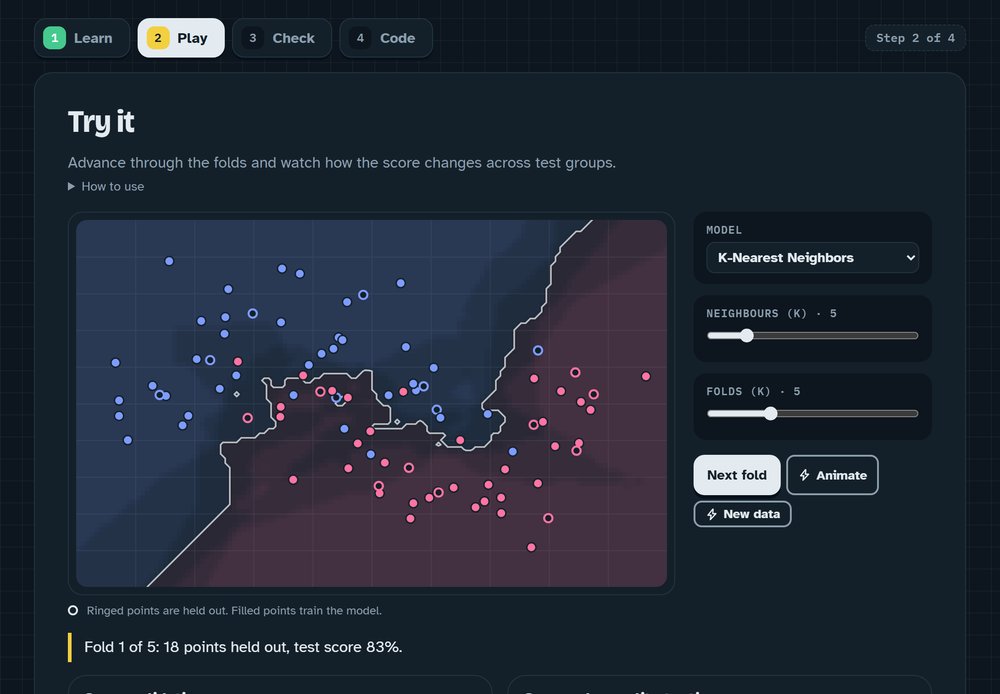 1 Learn 2 Play 3 Check 4 Code Step 2 of 4
Try it
Advance through the folds and watch how the score changes across test groups.
How to use
MODEL
K-Nearest Neighbors
NEIGHBOURS (K) · 5
FOLDS (K) · 5
Next fold Animate
New data
Ringed points are held out. Filled points train the model.
Fold 1 of 5: 18 points held out, test score 83%.